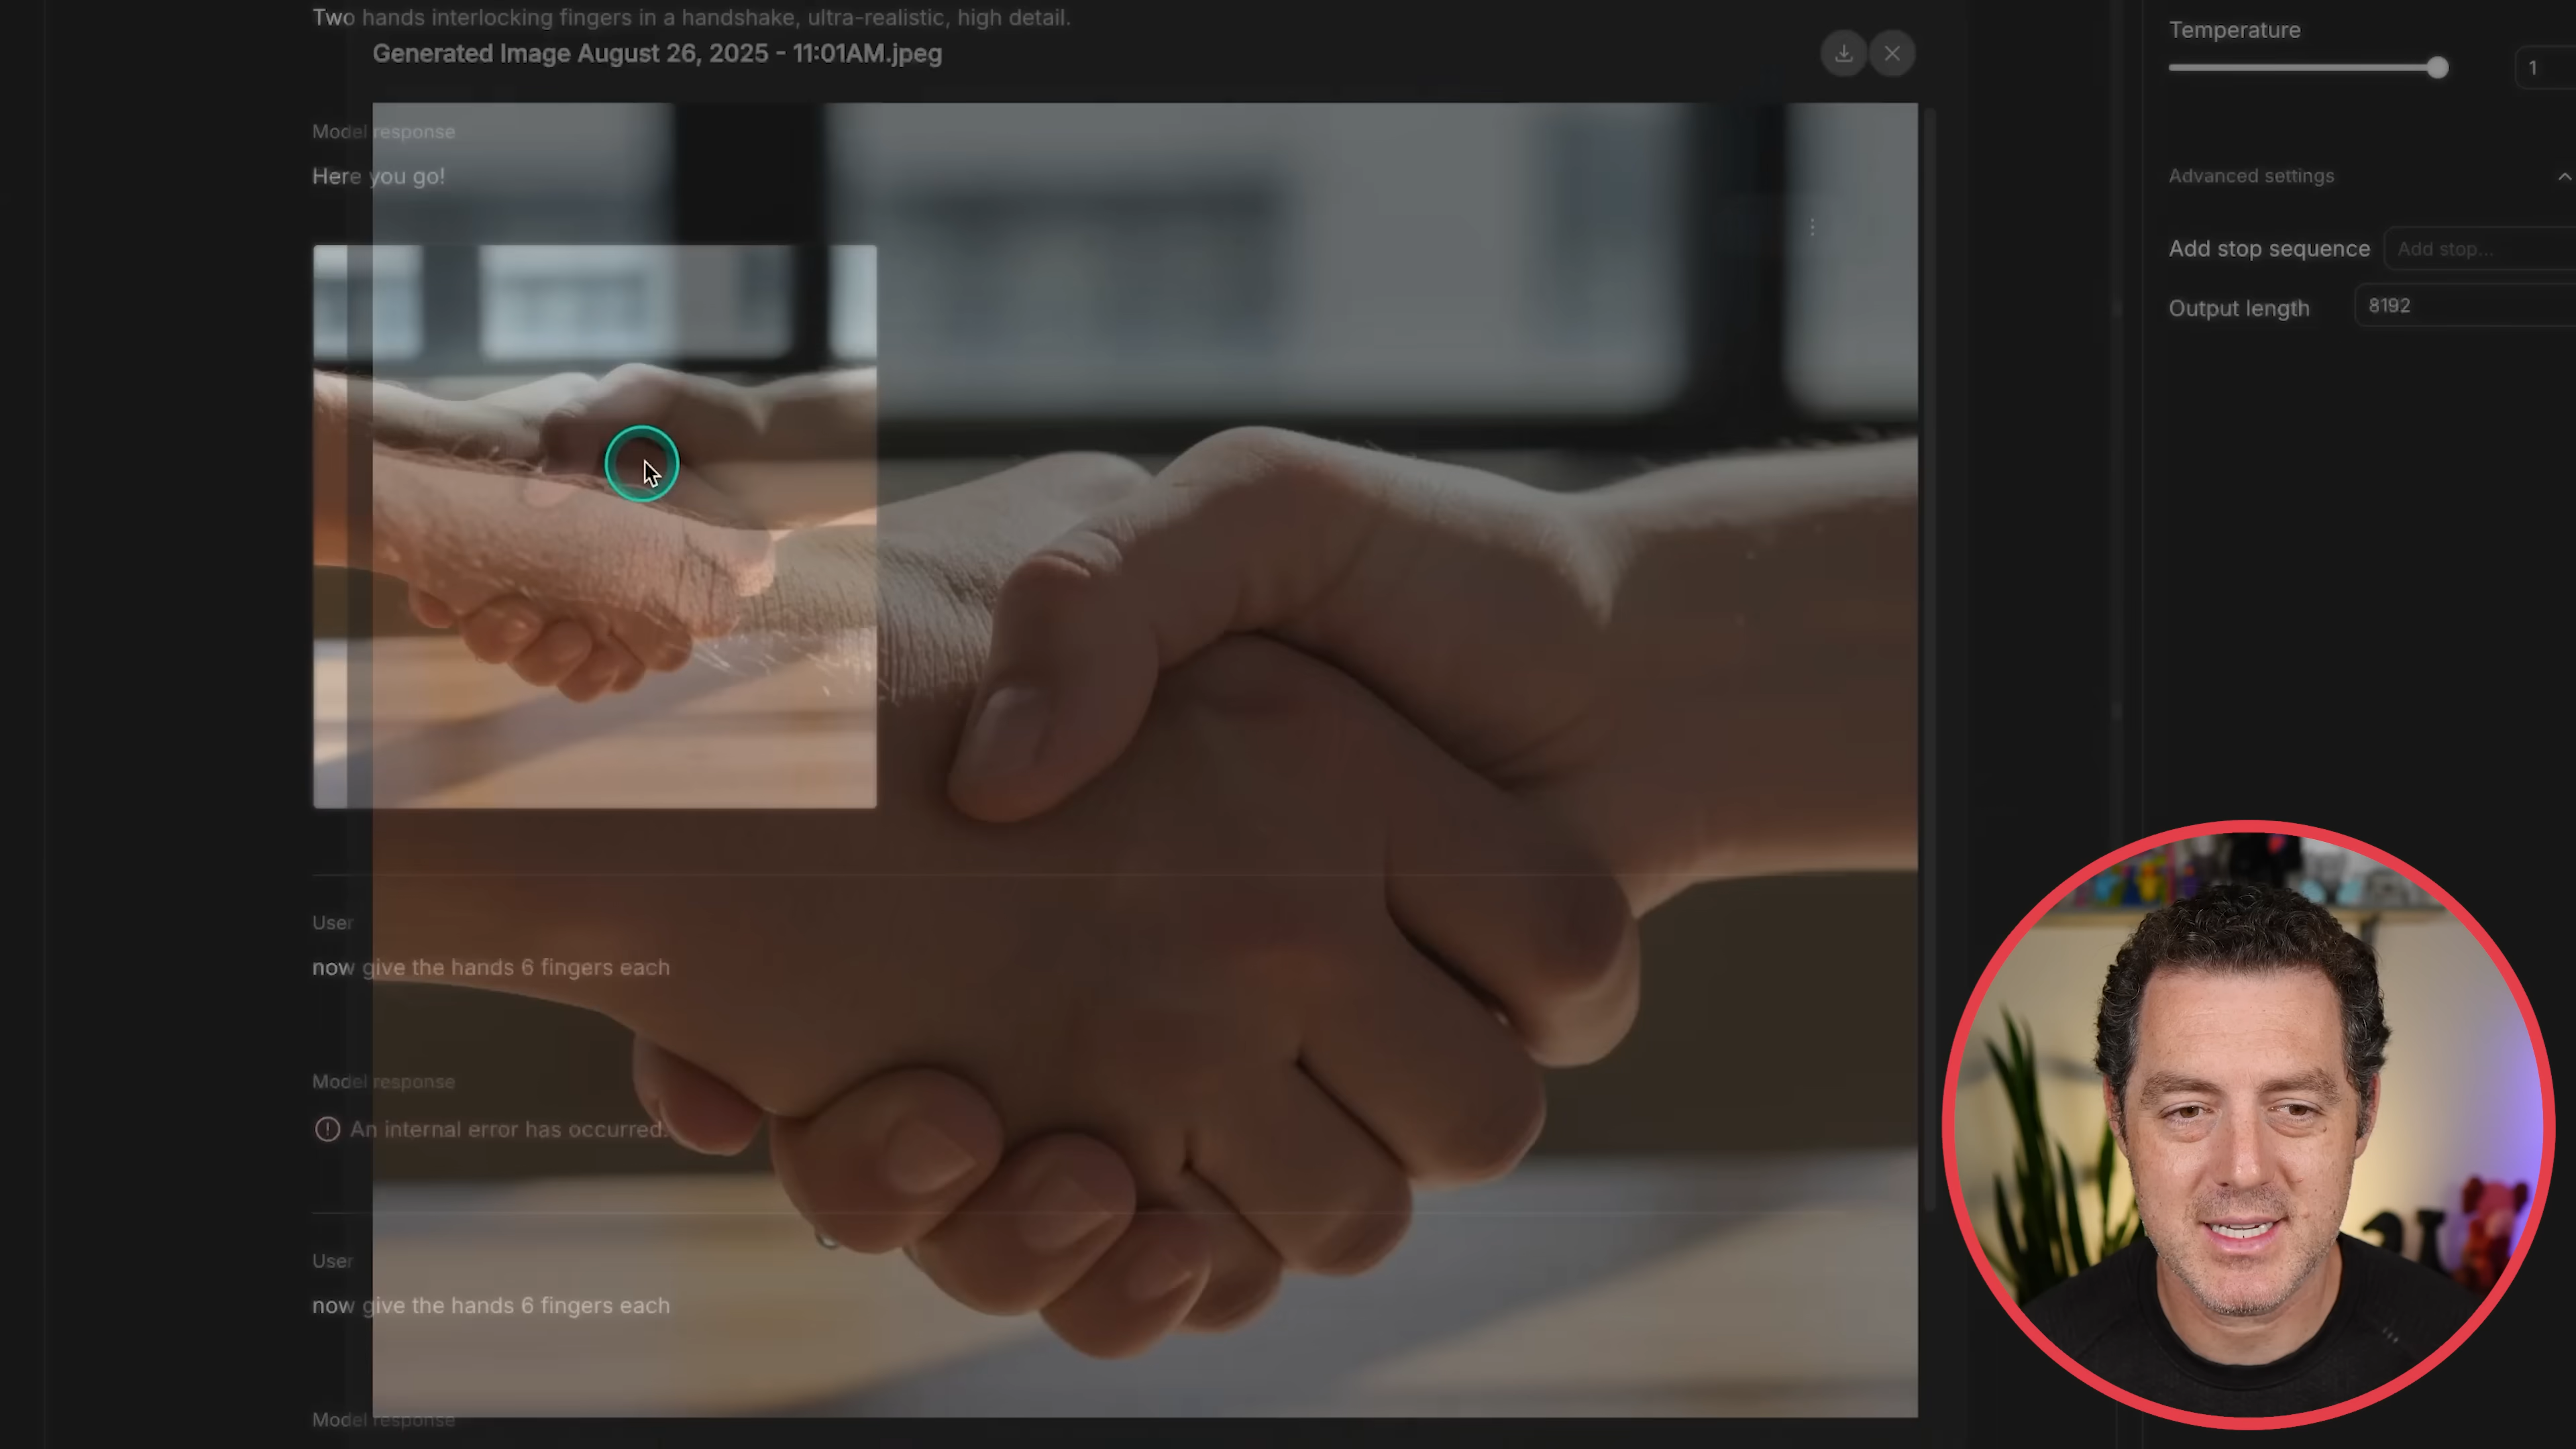 Two hands interlocking fingers in a handshake, ultra-realistic, high detail.
Generated Image August 26, 2025 - 11:01AM.jpeg
Model response
Here you go!
User
now give the hands 6 fingers each
Model response
An internal error has occurred.
User
now give the hands 6 fingers each
Model response
Temperature
1
Advanced settings
Add stop sequence
Add stop...
Output length
8192